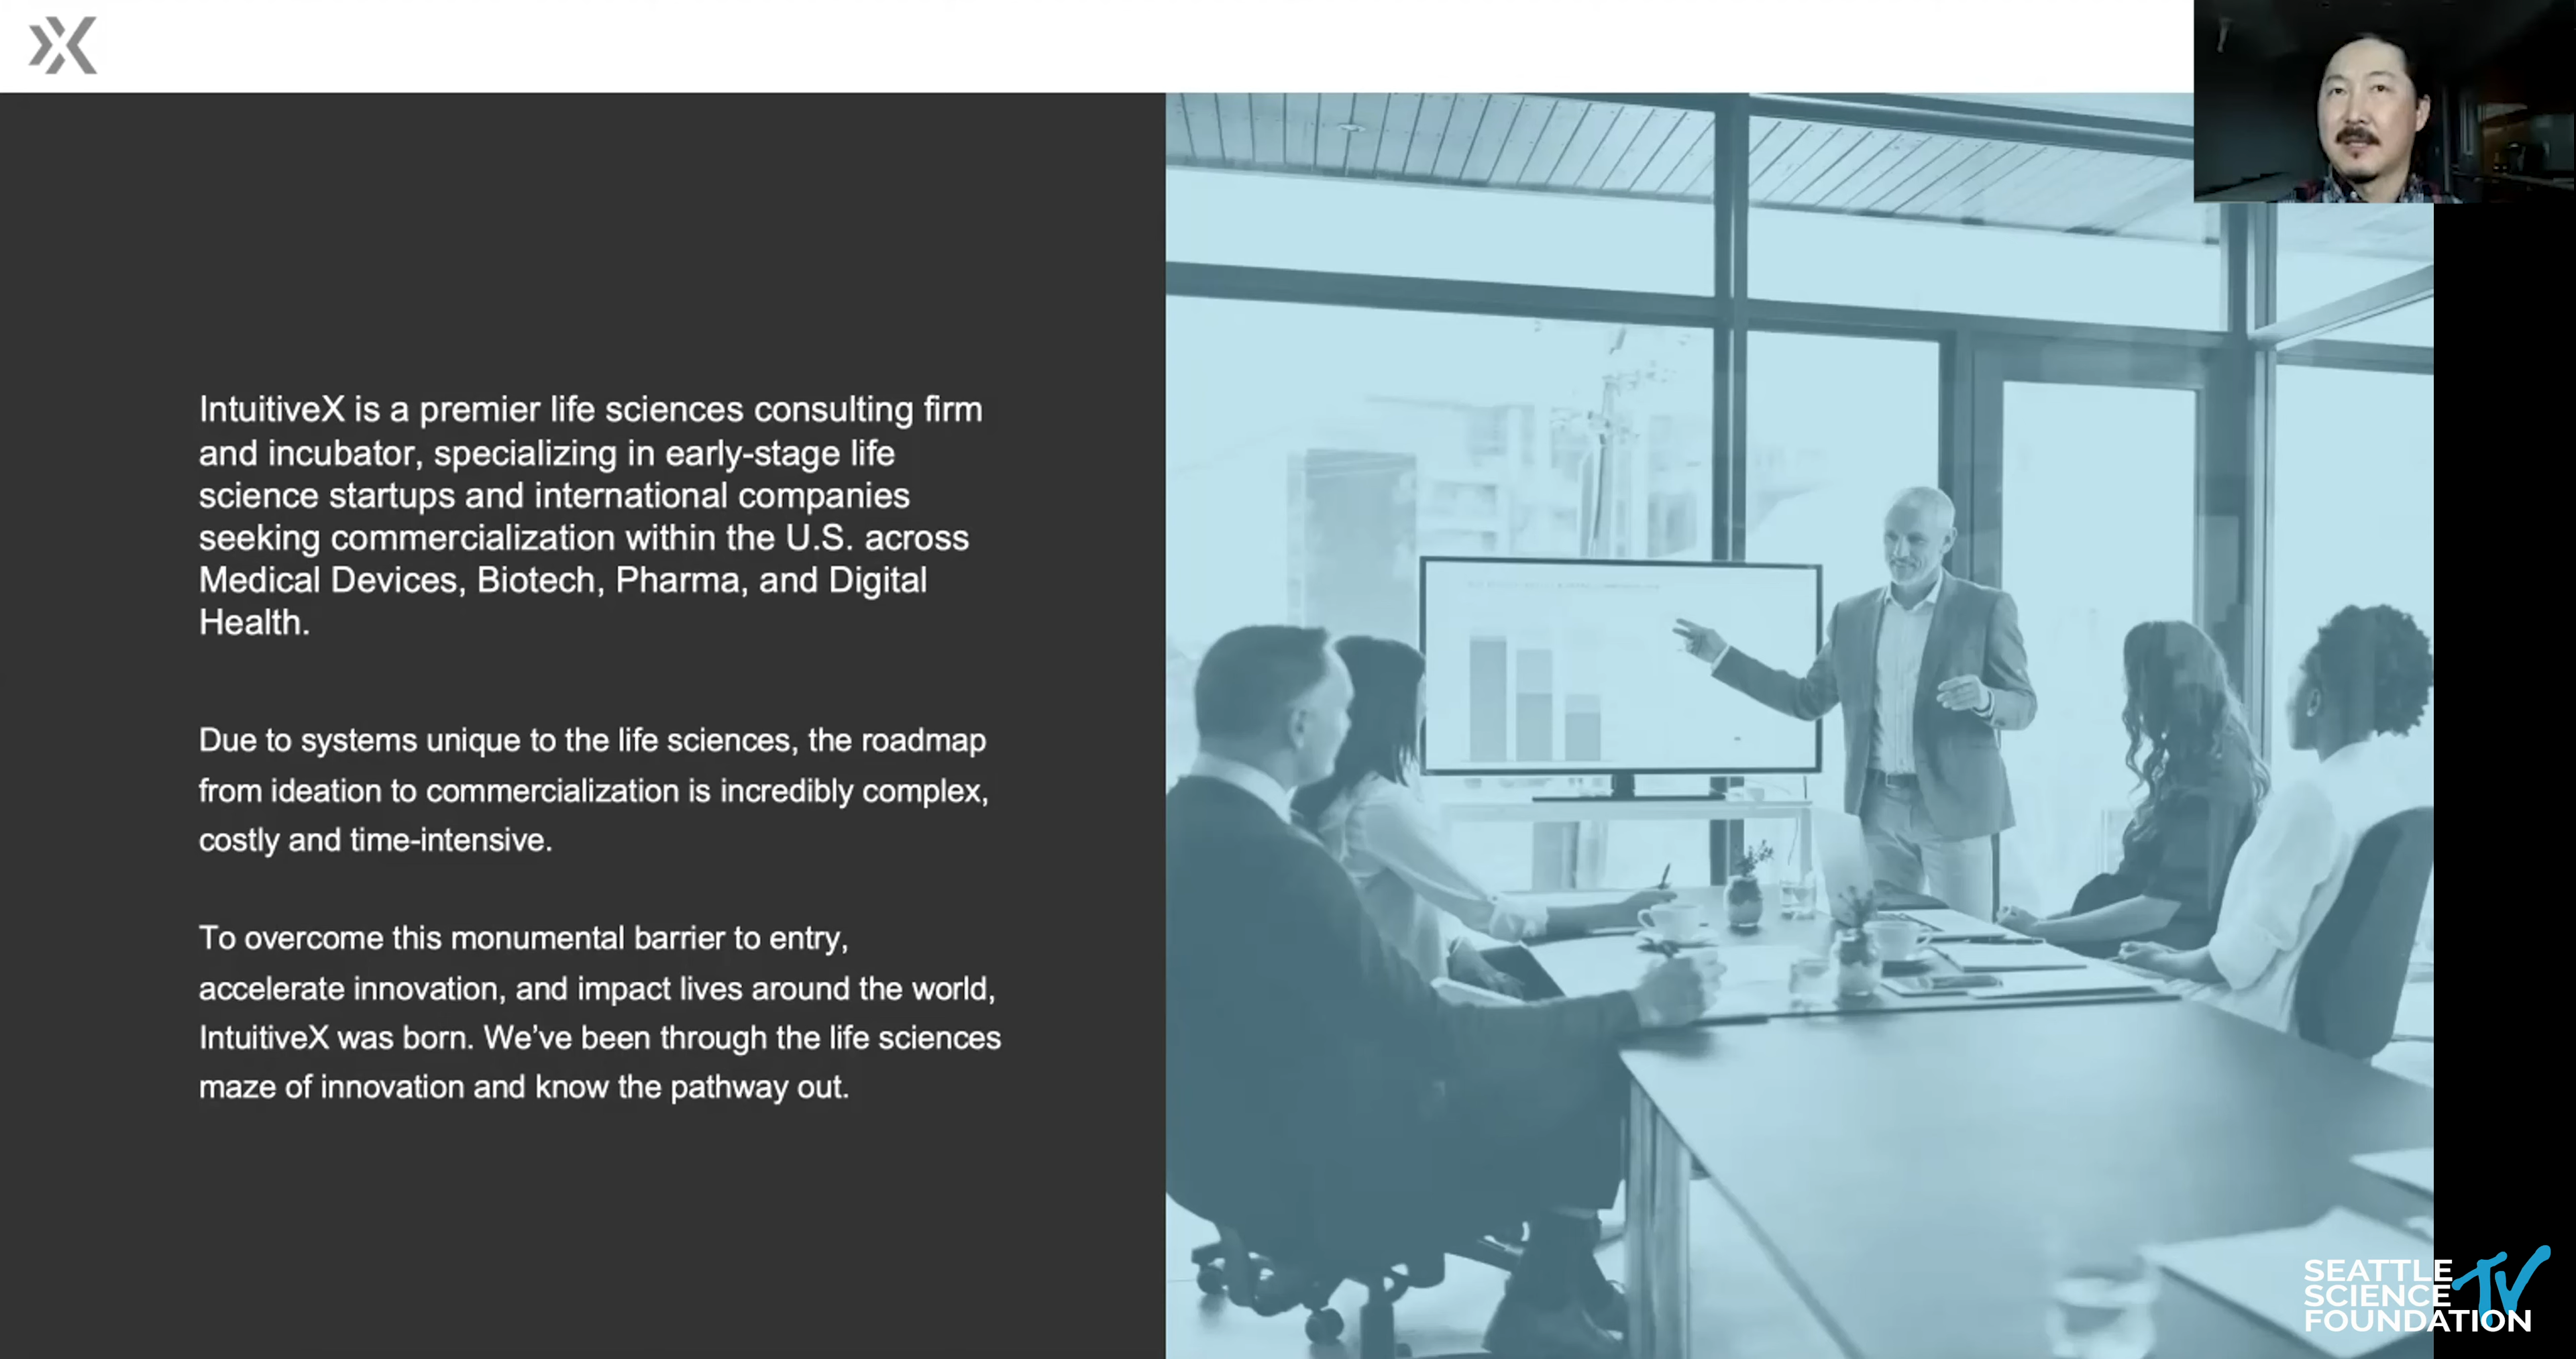 IntuitiveX is a premier life sciences consulting firm
and incubator, specializing in early-stage life
science startups and international companies
seeking commercialization within the U.S. across
Medical Devices, Biotech, Pharma, and Digital
Health.
Due to systems unique to the life sciences, the roadmap
from ideation to commercialization is incredibly complex,
costly and time-intensive.
To overcome this monumental barrier to entry,
accelerate innovation, and impact lives around the world,
IntuitiveX was born. We’ve been through the life sciences
maze of innovation and know the pathway out.
SEATTLE
SCIENCE TV
FOUNDATION